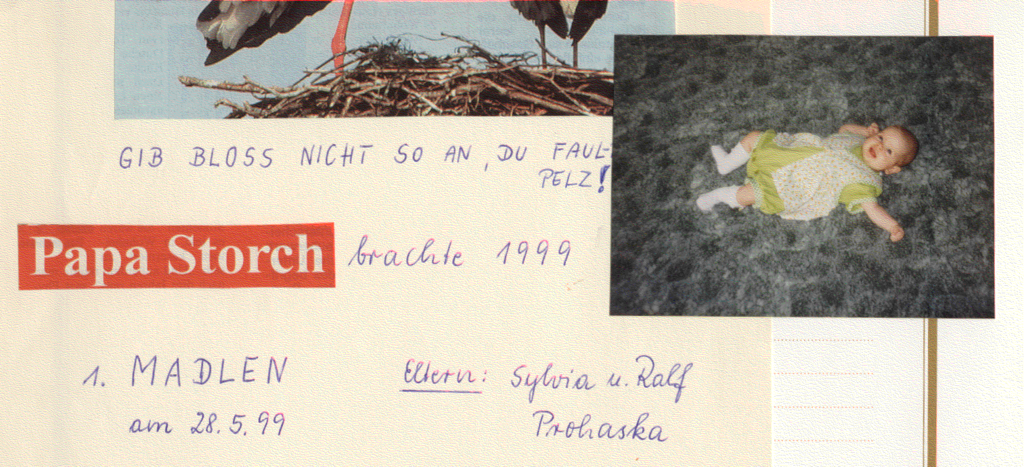 GIB BLOSS NICHT SO AN, DU FAUL-
PELZ!
Papa Storch brachte 1999
1. MADLEN Eltern: Sylvia u. Ralf
am 28.5.99 Prohaska